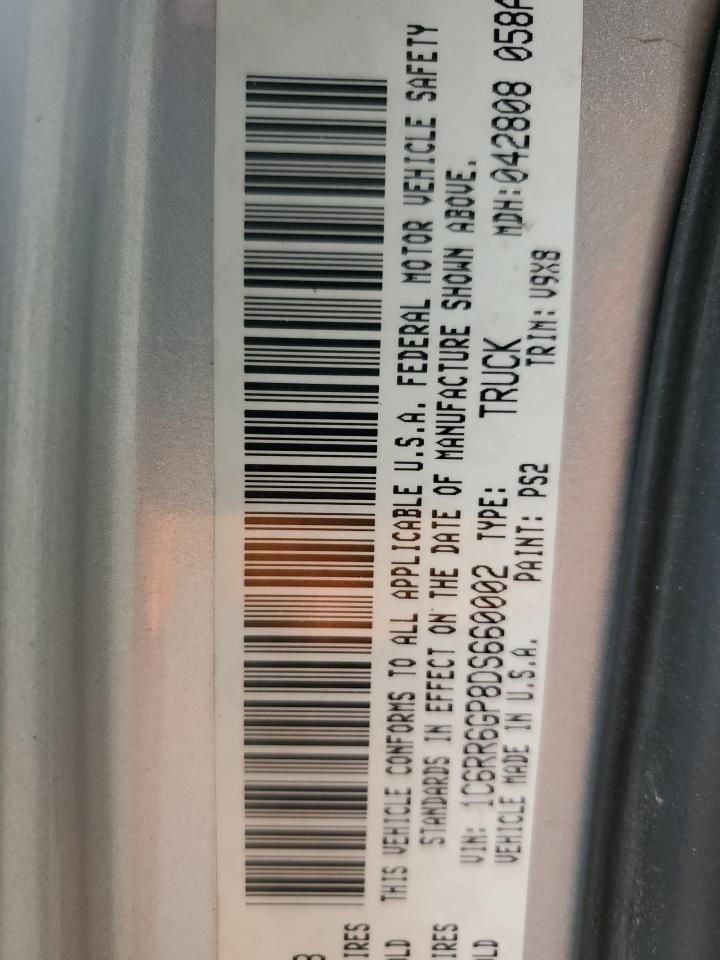 THIS VEHICLE CONFORMS TO ALL APPLICABLE U.S.A. FEDERAL MOTOR VEHICLE SAFETY
STANDARDS IN EFFECT ON THE DATE OF MANUFACTURE SHOWN ABOVE.
VIN: 1C6RR6GP8DS660002 TYPE: TRUCK MDH:042808 058A
VEHICLE MADE IN U.S.A. PAINT: PS2 TRIM: V9X8